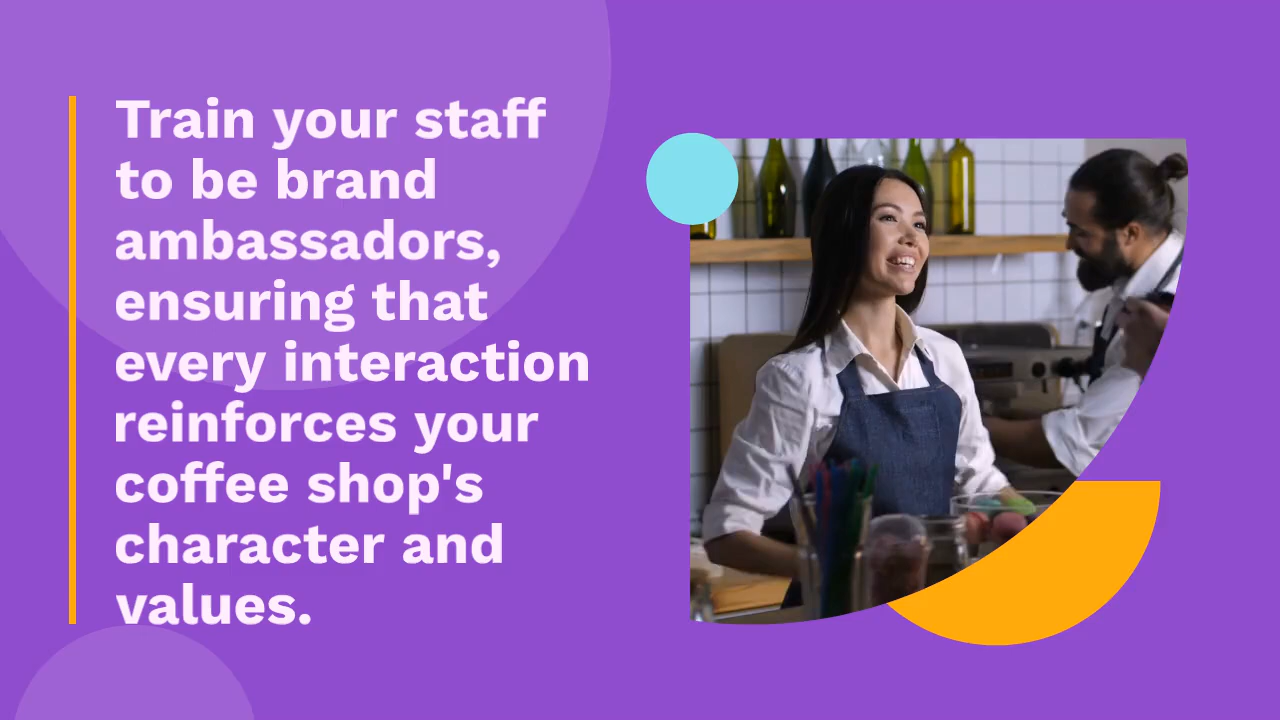 Train your staff
to be brand
ambassadors,
ensuring that
every interaction
reinforces your
coffee shop's
character and
values.